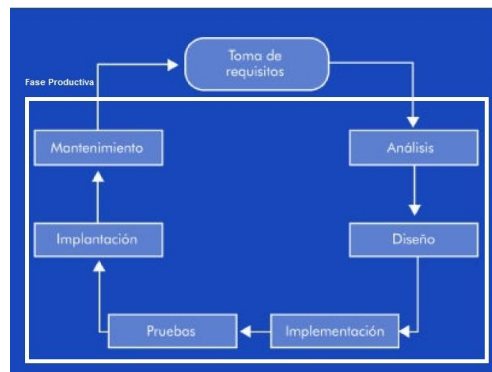 Toma de
requisitos
Fase Productiva
Mantenimiento
Análisis
Implantación
Diseño
Pruebas
Implementación